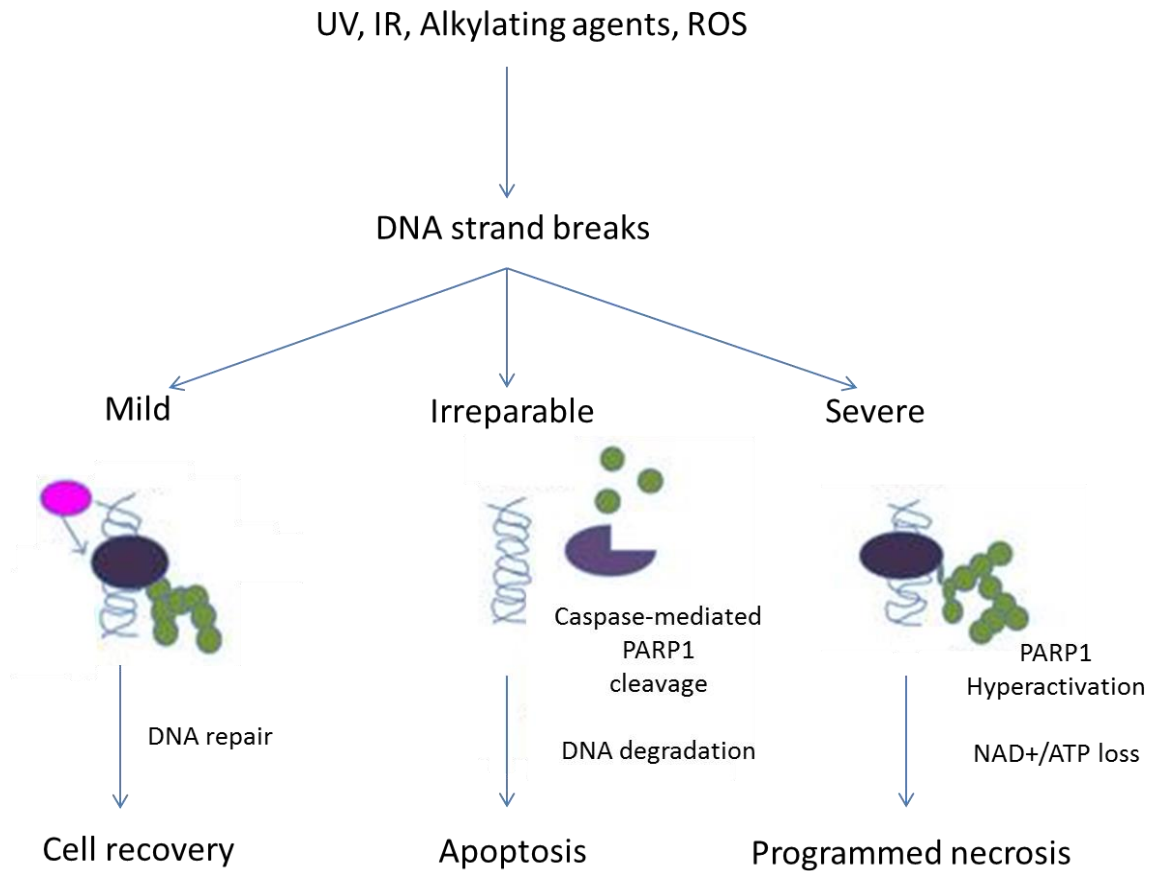 UV, IR, Alkylating agents, ROS
DNA strand breaks
Mild
Irreparable
Severe
Caspase-mediated
PARP1
cleavage
PARP1
Hyperactivation
DNA repair
DNA degradation
NAD+/ATP loss
Cell recovery
Apoptosis
Programmed necrosis